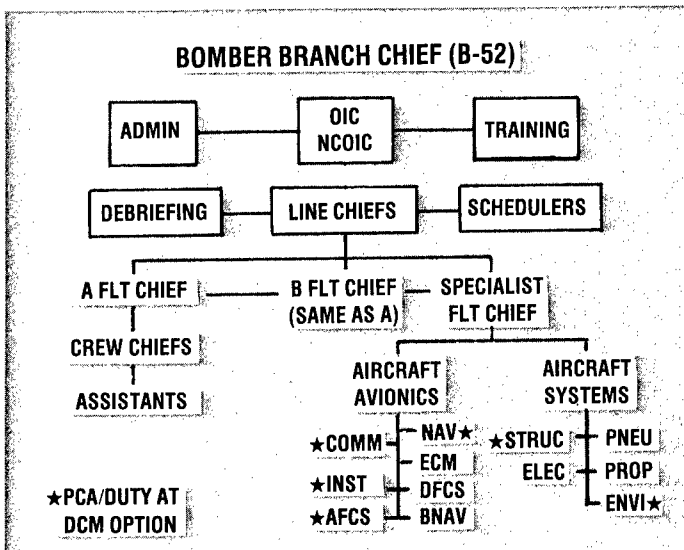 BOMBER BRANCH CHIEF (B-52)
ADMIN
OIC
NCOIC
TRAINING
DEBRIEFING
LINE CHIEFS
SCHEDULERS
A FLT CHIEF
B FLT CHIEF
(SAME AS A)
SPECIALIST
FLT CHIEF
CREW CHIEFS
ASSISTANTS
AIRCRAFT
AVIONICS
★COMM
NAV★
ECM
★INST
DFCS
★AFCS
BNAV
AIRCRAFT
SYSTEMS
★STRUC
PNEU
ELEC
PROP
ENVI★
★PCA/DUTY AT
DCM OPTION